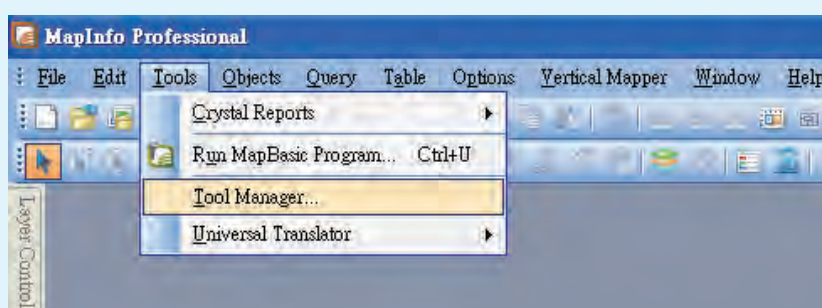 MapInfo Professional
File Edit Tools Objects Query Table Options Vertical Mapper Window Help
Crystal Reports
Run MapBasic Program... Ctrl+U
Tool Manager...
Universal Translator
Layer Control